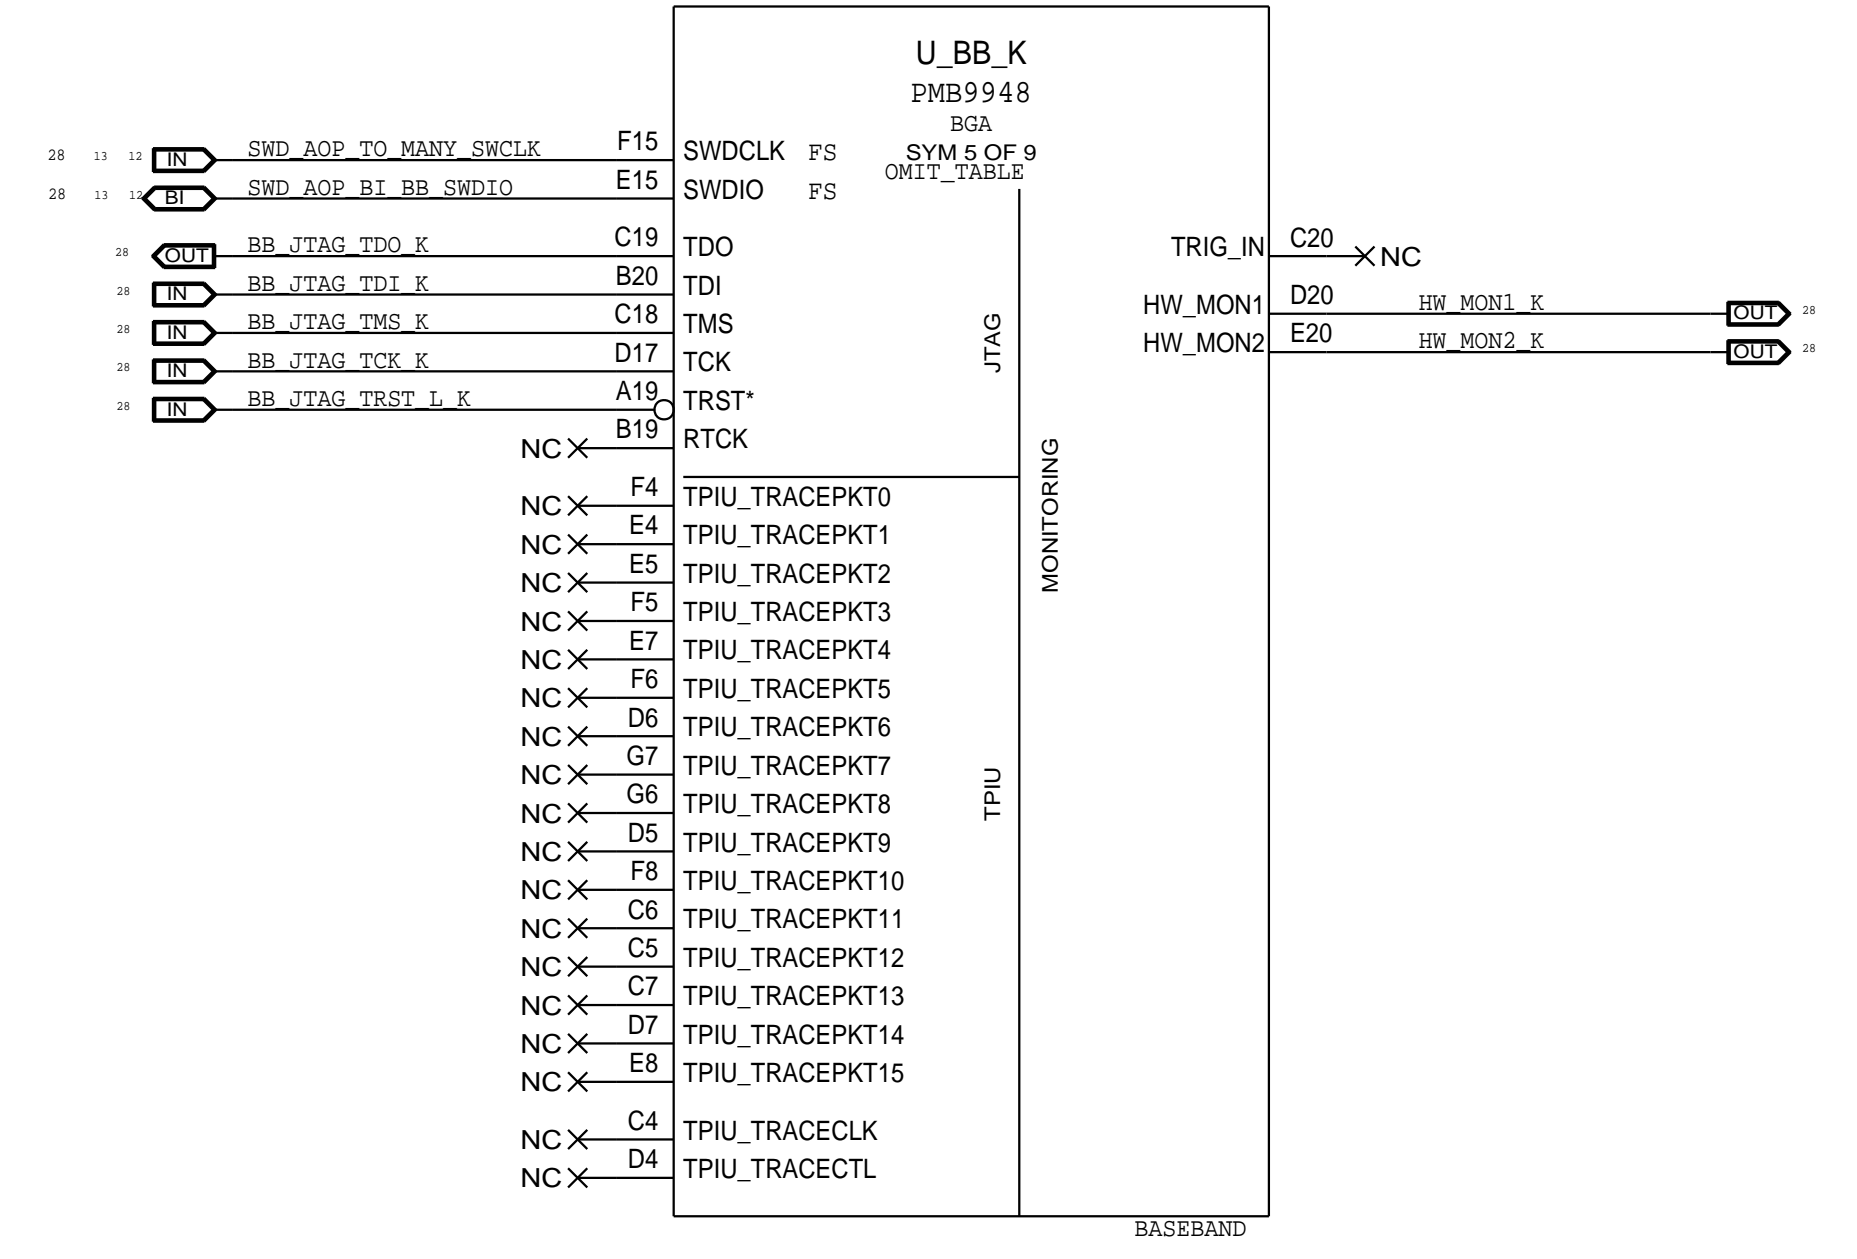 U_BB_K
PMB9948
BGA
SYM 5 OF 9
OMIT_TABLE
28 13 12 IN SWD_AOP_TO_MANY_SWCLK F15 SWDCLK FS
28 13 12 BI SWD_AOP_BI_BB_SWDIO E15 SWDIO FS
28 OUT BB_JTAG_TDO_K C19 TDO
28 IN BB_JTAG_TDI_K B20 TDI
28 IN BB_JTAG_TMS_K C18 TMS
28 IN BB_JTAG_TCK_K D17 TCK
28 IN BB_JTAG_TRST_L_K A19 TRST*
NC B19 RTCK
JTAG
NC F4 TPIU_TRACEPKT0
NC E4 TPIU_TRACEPKT1
NC E5 TPIU_TRACEPKT2
NC F5 TPIU_TRACEPKT3
NC E7 TPIU_TRACEPKT4
NC F6 TPIU_TRACEPKT5
NC D6 TPIU_TRACEPKT6
NC G7 TPIU_TRACEPKT7
NC G6 TPIU_TRACEPKT8
NC D5 TPIU_TRACEPKT9
NC F8 TPIU_TRACEPKT10
NC C6 TPIU_TRACEPKT11
NC C5 TPIU_TRACEPKT12
NC C7 TPIU_TRACEPKT13
NC D7 TPIU_TRACEPKT14
NC E8 TPIU_TRACEPKT15
NC C4 TPIU_TRACECLK
NC D4 TPIU_TRACECTL
TPIU
MONITORING
TRIG_IN C20 NC
HW_MON1 D20 HW_MON1_K OUT 28
HW_MON2 E20 HW_MON2_K OUT 28
BASEBAND